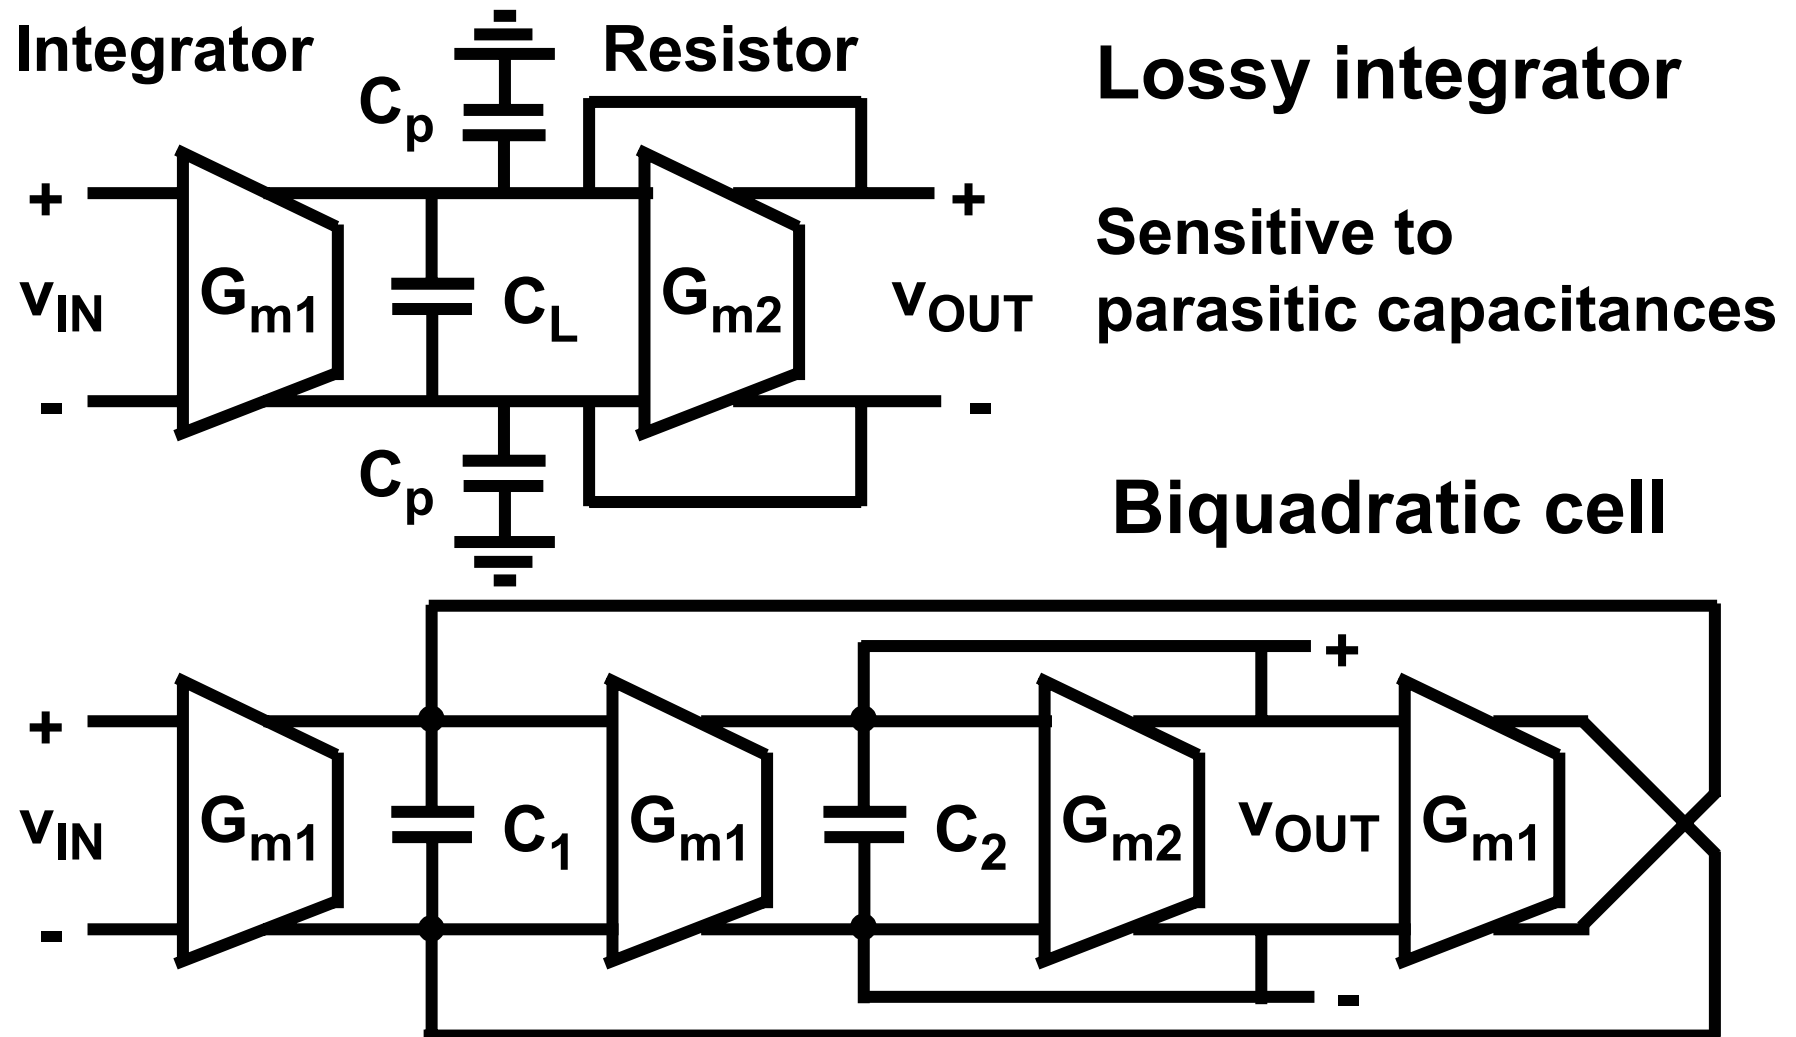 Integrator
Resistor
Lossy integrator
Cp
+
+
Sensitive to
parasitic capacitances
vIN
Gm1
CL
Gm2
vOUT
-
-
Cp
Biquadratic cell
+
+
vIN
Gm1
C1
Gm1
C2
Gm2
vOUT
Gm1
-
-